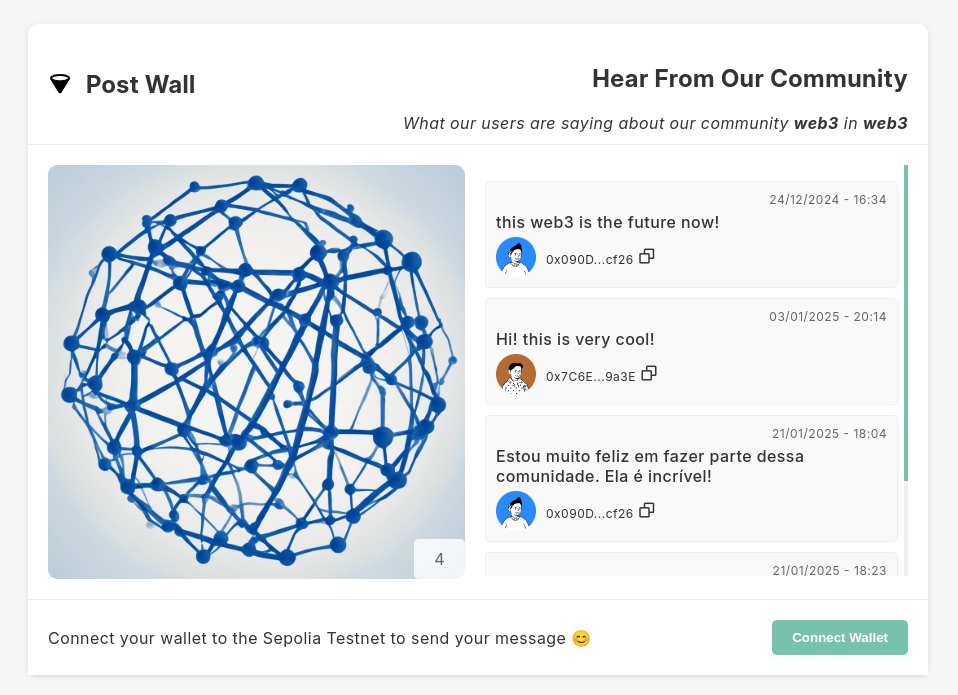 Post Wall
Hear From Our Community
What our users are saying about our community web3 in web3
24/12/2024 - 16:34
this web3 is the future now!
0x090D...cf26
03/01/2025 - 20:14
Hi! this is very cool!
0x7C6E...9a3E
21/01/2025 - 18:04
Estou muito feliz em fazer parte dessa
comunidade. Ela é incrível!
0x090D...cf26
21/01/2025 - 18:23
4
Connect your wallet to the Sepolia Testnet to send your message 😊
Connect Wallet